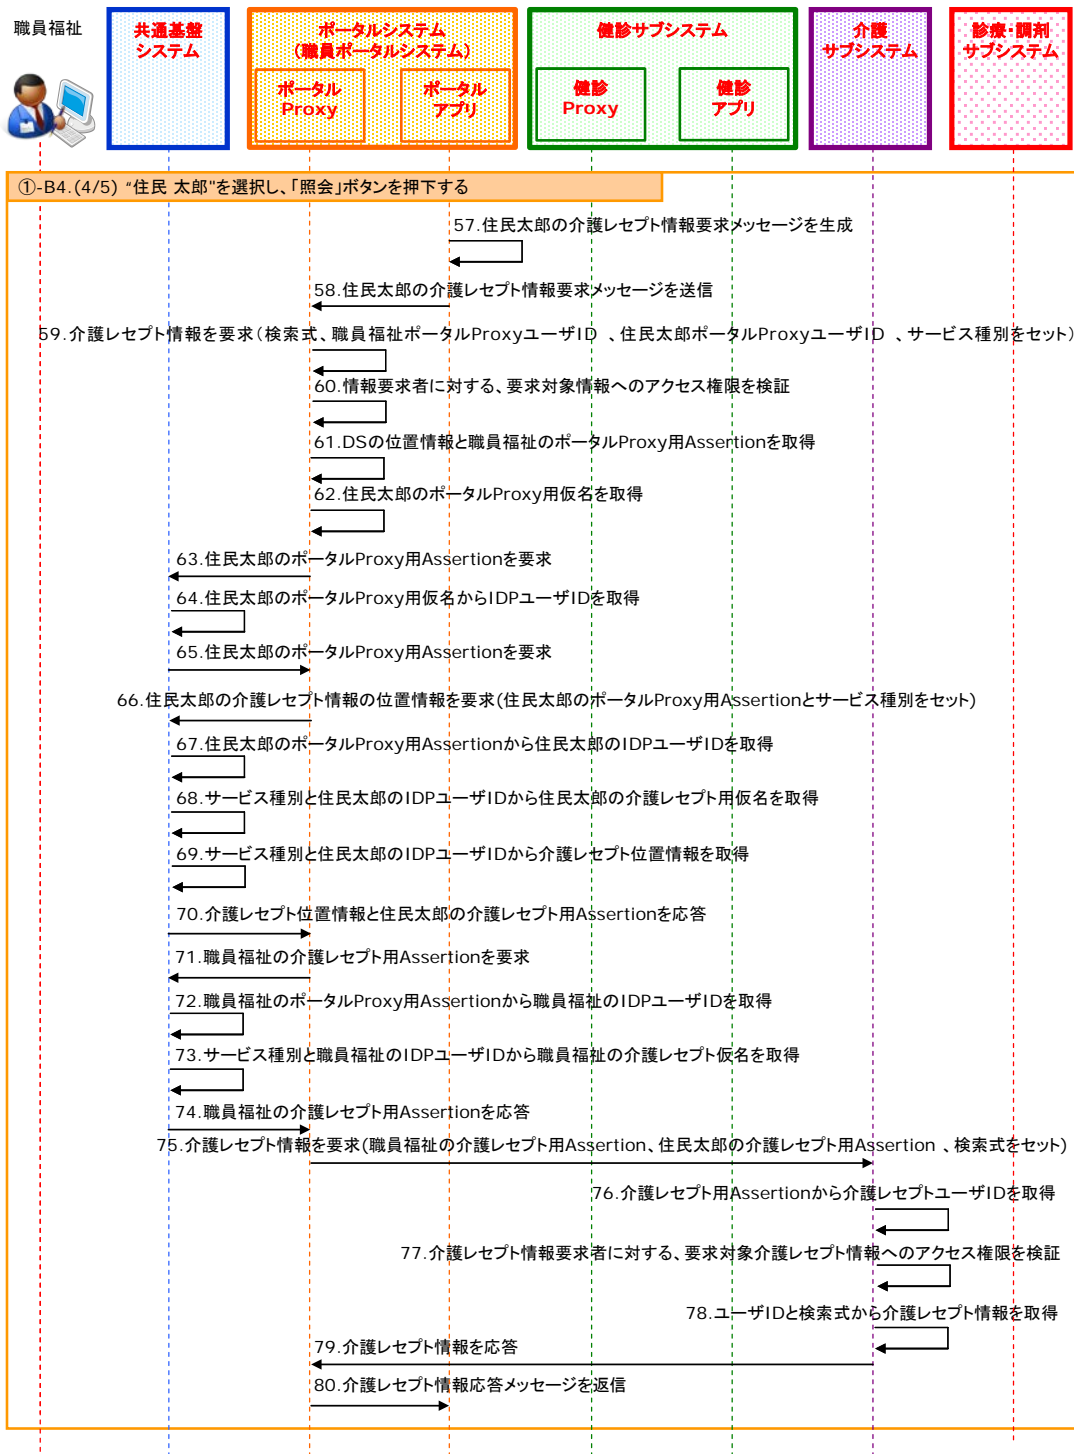 職員福祉
共通基盤
システム
ポータルシステム
(職員ポータルシステム)
ポータル
Proxy
ポータル
アプリ
健診サブシステム
健診
Proxy
健診
アプリ
介護
サブシステム
診療・調剤
サブシステム
①-B4.(4/5) “住民 太郎"を選択し、「照会」ボタンを押下する
57.住民太郎の介護レセプト情報要求メッセージを生成
58.住民太郎の介護レセプト情報要求メッセージを送信
59.介護レセプト情報を要求(検索式、職員福祉ポータルProxyユーザID 、住民太郎ポータルProxyユーザID 、サービス種別をセット)
60.情報要求者に対する、要求対象情報へのアクセス権限を検証
61.DSの位置情報と職員福祉のポータルProxy用Assertionを取得
62.住民太郎のポータルProxy用仮名を取得
63.住民太郎のポータルProxy用Assertionを要求
64.住民太郎のポータルProxy用仮名からIDPユーザIDを取得
65.住民太郎のポータルProxy用Assertionを要求
66.住民太郎の介護レセプト情報の位置情報を要求(住民太郎のポータルProxy用Assertionとサービス種別をセット)
67.住民太郎のポータルProxy用Assertionから住民太郎のIDPユーザIDを取得
68.サービス種別と住民太郎のIDPユーザIDから住民太郎の介護レセプト用仮名を取得
69.サービス種別と住民太郎のIDPユーザIDから介護レセプト位置情報を取得
70.介護レセプト位置情報と住民太郎の介護レセプト用Assertionを応答
71.職員福祉の介護レセプト用Assertionを要求
72.職員福祉のポータルProxy用Assertionから職員福祉のIDPユーザIDを取得
73.サービス種別と職員福祉のIDPユーザIDから職員福祉の介護レセプト仮名を取得
74.職員福祉の介護レセプト用Assertionを応答
75.介護レセプト情報を要求(職員福祉の介護レセプト用Assertion、住民太郎の介護レセプト用Assertion 、検索式をセット)
76.介護レセプト用Assertionから介護レセプトユーザIDを取得
77.介護レセプト情報要求者に対する、要求対象介護レセプト情報へのアクセス権限を検証
78.ユーザIDと検索式から介護レセプト情報を取得
79.介護レセプト情報を応答
80.介護レセプト情報応答メッセージを返信